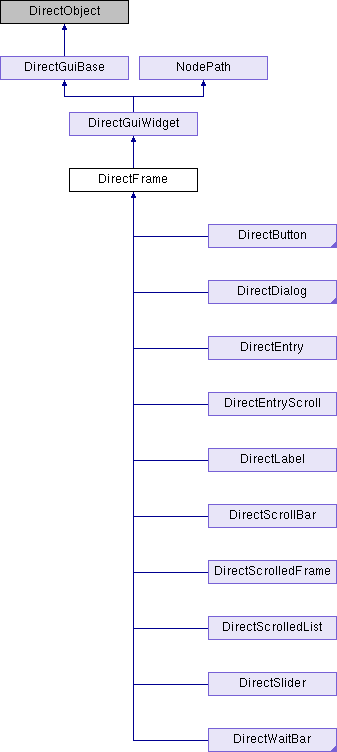 DirectObject
DirectGuiBase
NodePath
DirectGuiWidget
DirectFrame
DirectButton
DirectDialog
DirectEntry
DirectEntryScroll
DirectLabel
DirectScrollBar
DirectScrolledFrame
DirectScrolledList
DirectSlider
DirectWaitBar